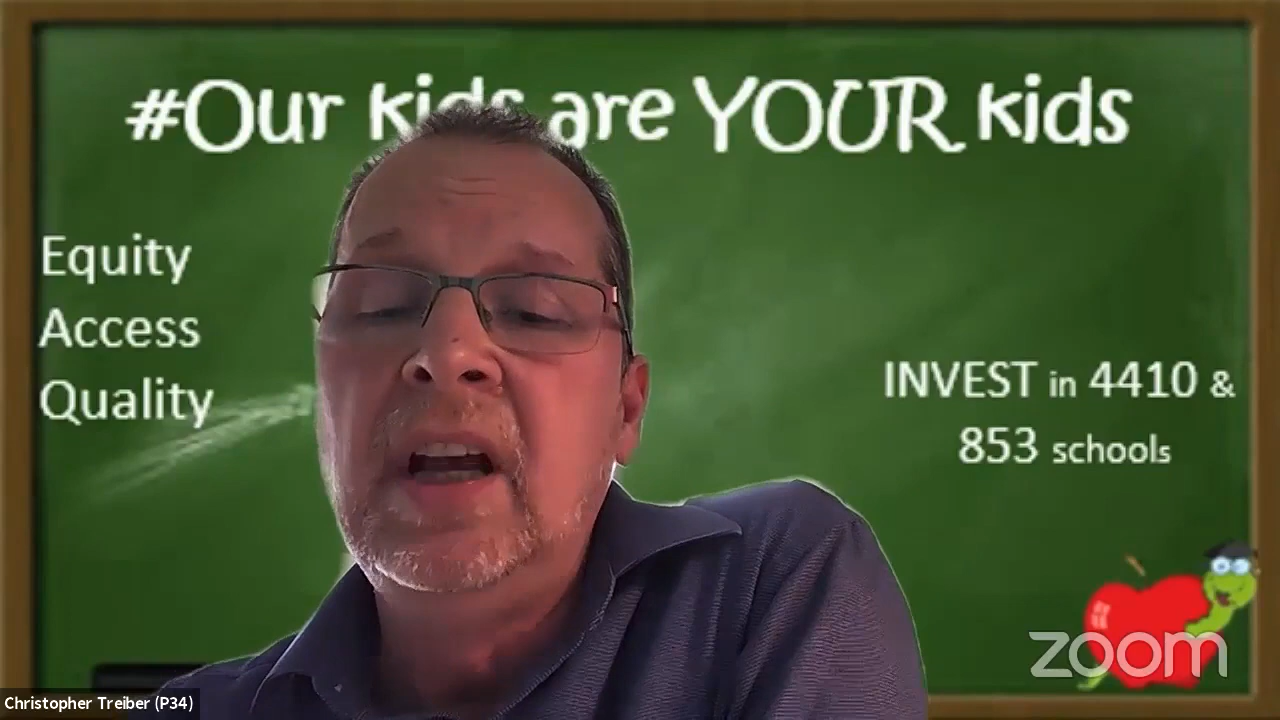 #Our kids are YOUR kids
Equity
Access
Quality
INVEST in 4410 &
853 schools
zoom
Christopher Treiber (P34)